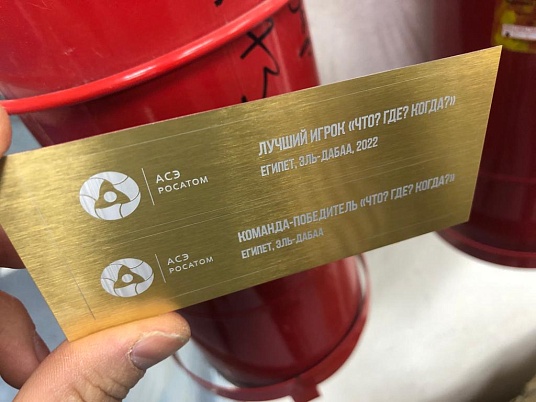 АСЭ
РОСАТОМ
ЛУЧШИЙ ИГРОК «ЧТО? ГДЕ? КОГДА?»
ЕГИПЕТ, ЭЛЬ-ДАБАА, 2022
АСЭ
РОСАТОМ
КОМАНДА-ПОБЕДИТЕЛЬ «ЧТО? ГДЕ? КОГДА?»
ЕГИПЕТ, ЭЛЬ-ДАБАА